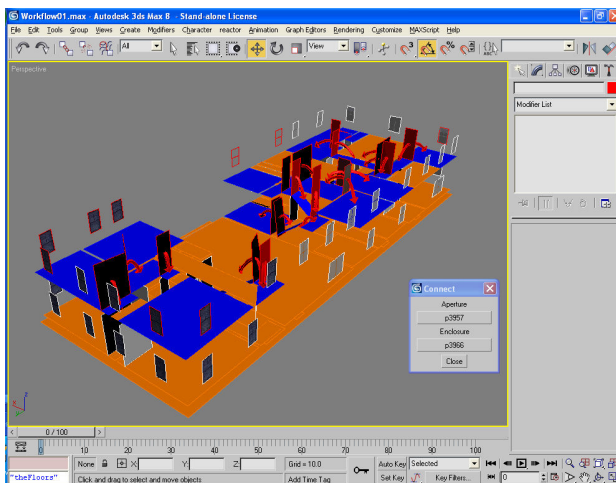 Workflow01.max - Autodesk 3ds Max 8 - Stand-alone License
File Edit Tools Group Views Create Modifiers Character reactor Animation Graph Editors Rendering Customize MAXScript Help
All View
Perspective
Modifier List
Connect
Aperture
p3957
Enclosure
p3966
Close
0 / 100
0 10 20 30 40 50 60 70 80 90 100
None X: Y: Z: Grid = 10.0 Auto Key Selected
"theFloors" Click and drag to select and move objects Add Time Tag Set Key Key Filters... 0